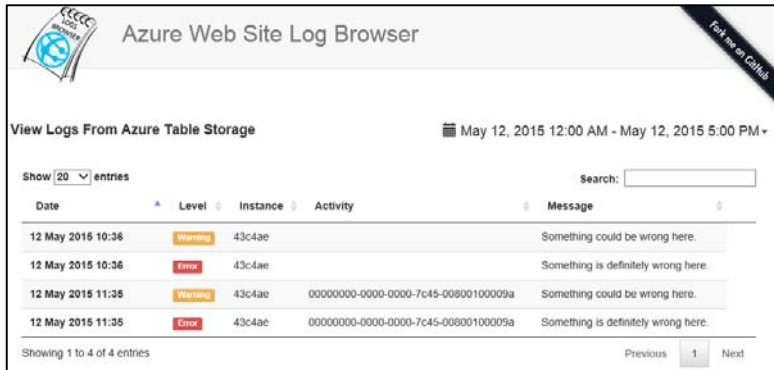 LOGS
BROWSER
Azure Web Site Log Browser
Fork me on GitHub
View Logs From Azure Table Storage
May 12, 2015 12:00 AM - May 12, 2015 5:00 PM
Show 20 entries
Search:
Date Level Instance Activity Message
12 May 2015 10:36 Warning 43c4ae Something could be wrong here.
12 May 2015 10:36 Error 43c4ae Something is definitely wrong here.
12 May 2015 11:35 Warning 43c4ae 00000000-0000-0000-7c45-00800100009a Something could be wrong here.
12 May 2015 11:35 Error 43c4ae 00000000-0000-0000-7c45-00800100009a Something is definitely wrong here.
Showing 1 to 4 of 4 entries
Previous 1 Next